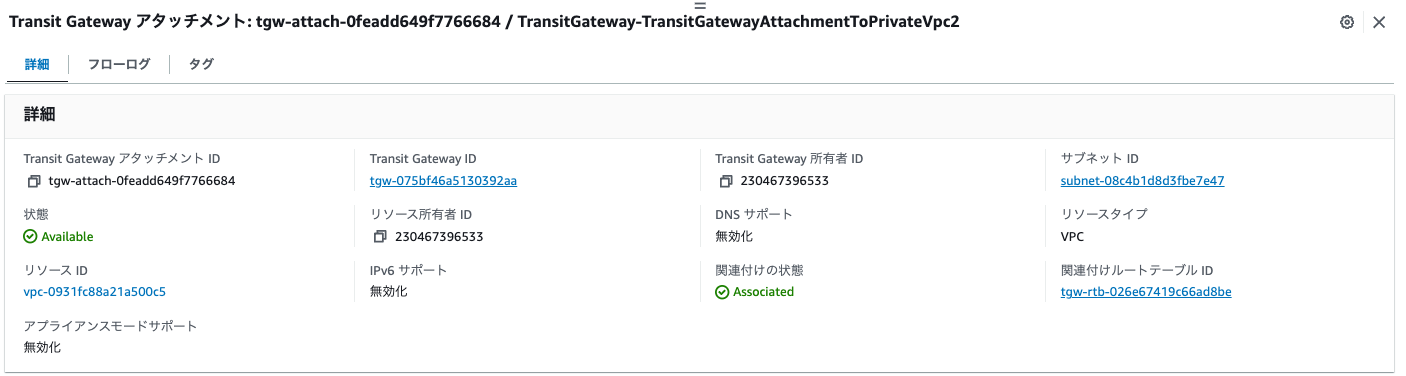 Transit Gateway アタッチメント: tgw-attach-0feadd649f7766684 / TransitGateway-TransitGatewayAttachmentToPrivateVpc2
詳細 フローログ タグ
詳細
Transit Gateway アタッチメント ID
tgw-attach-0feadd649f7766684
Transit Gateway ID
tgw-075bf46a5130392aa
Transit Gateway 所有者 ID
230467396533
サブネット ID
subnet-08c4b1d8d3fbe7e47
状態
Available
リソース所有者 ID
230467396533
DNS サポート
無効化
リソースタイプ
VPC
リソース ID
vpc-0931fc88a21a500c5
IPv6 サポート
無効化
関連付けの状態
Associated
関連付けルートテーブル ID
tgw-rtb-026e67419c66ad8be
アプライアンスモードサポート
無効化